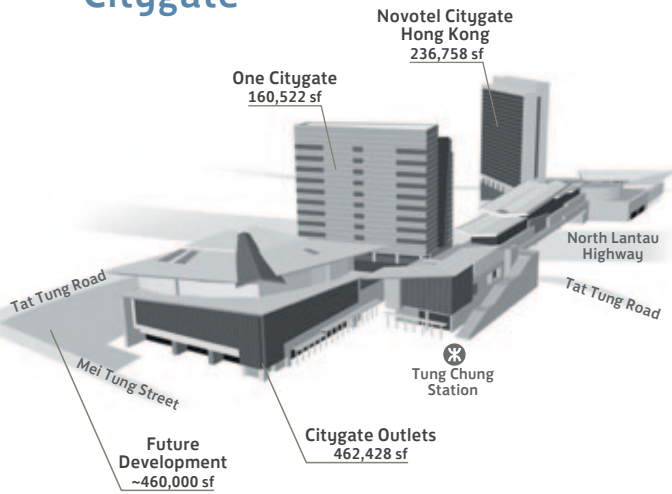 Citygate
Novotel Citygate
Hong Kong
236,758 sf
One Citygate
160,522 sf
North Lantau
Highway
Tat Tung Road
Tat Tung Road
Mei Tung Street
Tung Chung
Station
Future
Development
~460,000 sf
Citygate Outlets
462,428 sf